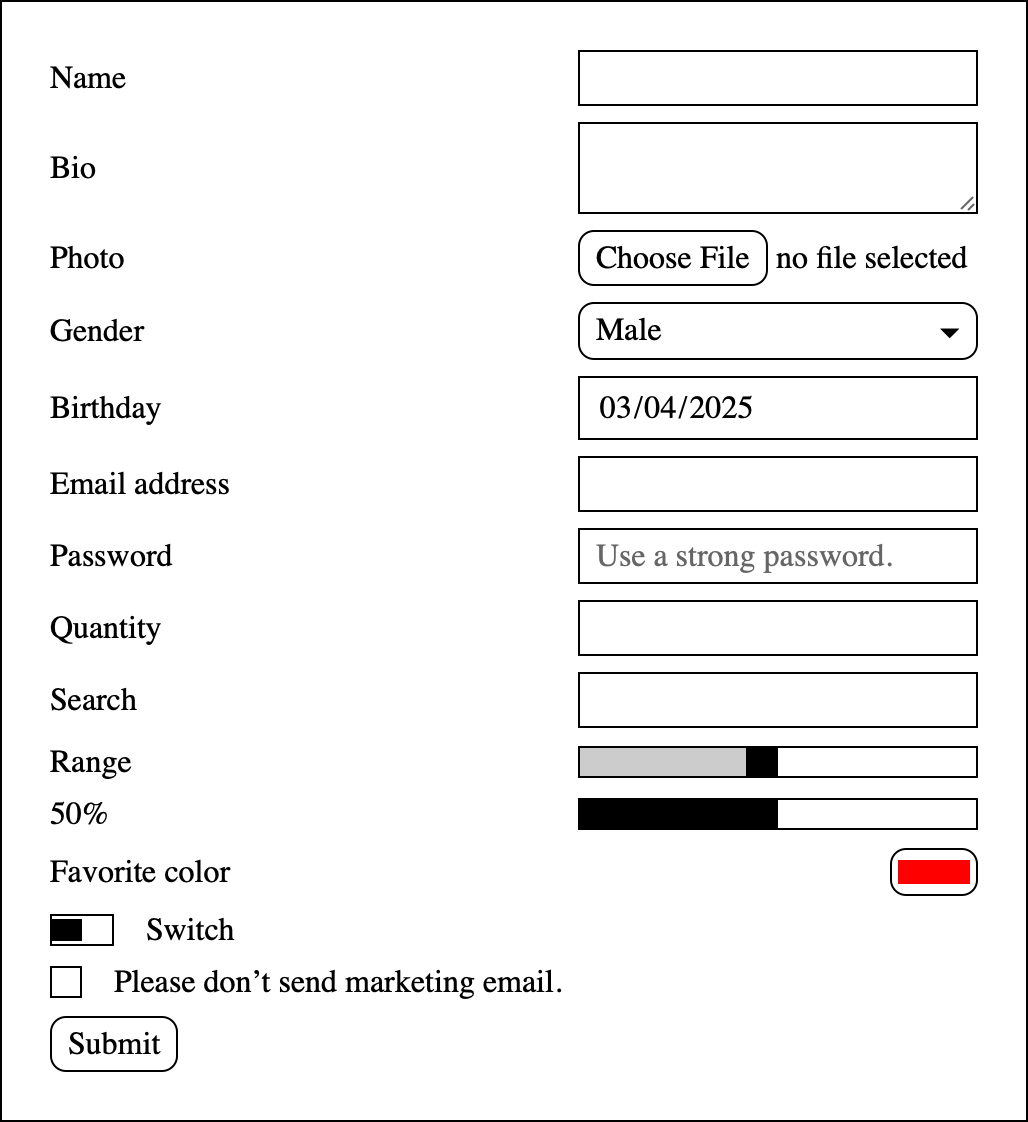 Name
Bio
Photo Choose File no file selected
Gender Male
Birthday 03/04/2025
Email address
Password Use a strong password.
Quantity
Search
Range
50%
Favorite color
Switch
Please don’t send marketing email.
Submit